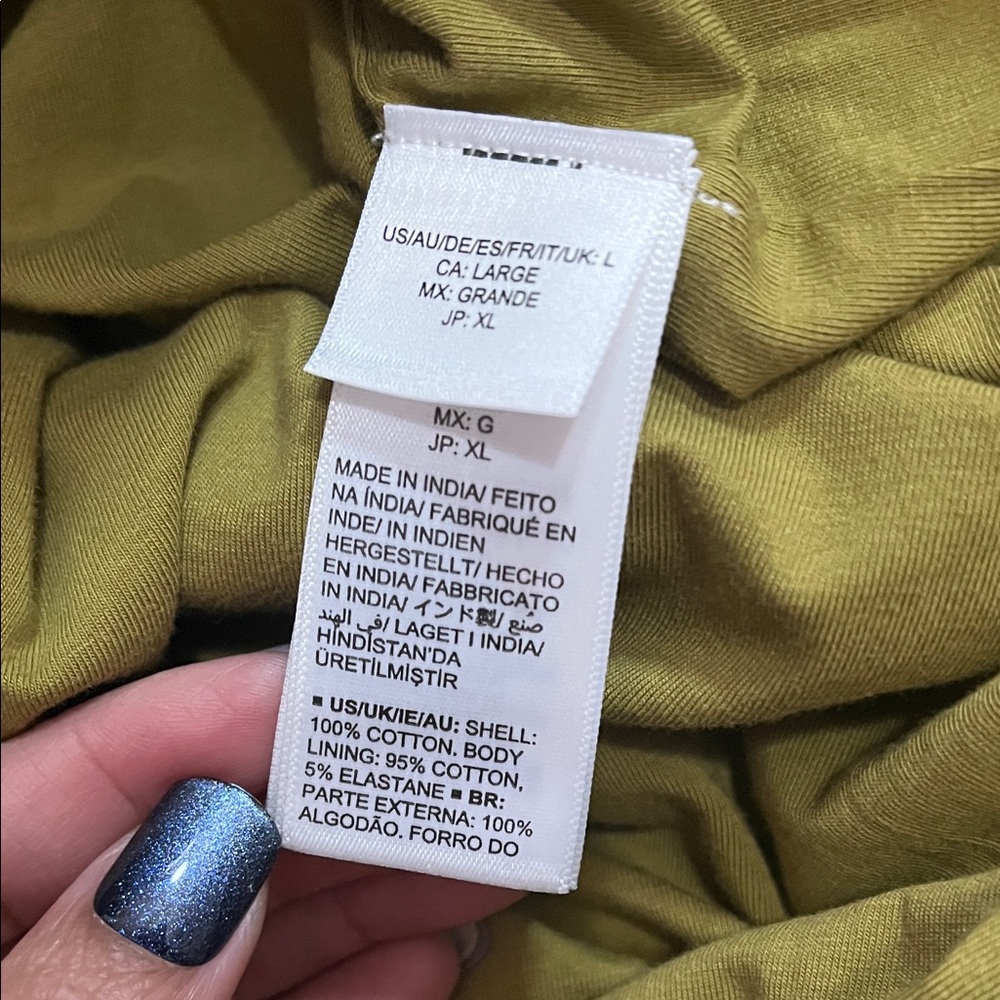 US/AU/DE/ES/FR/IT/UK: L
CA: LARGE
MX: GRANDE
JP: XL
MX: G
JP: XL
MADE IN INDIA/ FEITO
NA ÍNDIA/ FABRIQUÉ EN
INDE/ IN INDIEN
HERGESTELLT/ HECHO
EN INDIA/ FABBRICATO
IN INDIA/ インド製/ صُنع
في الهند/ LAGET I INDIA/
HİNDİSTAN'DA
ÜRETİLMİŞTİR
■ US/UK/IE/AU: SHELL:
100% COTTON. BODY
LINING: 95% COTTON,
5% ELASTANE ■ BR:
PARTE EXTERNA: 100%
ALGODÃO. FORRO DO